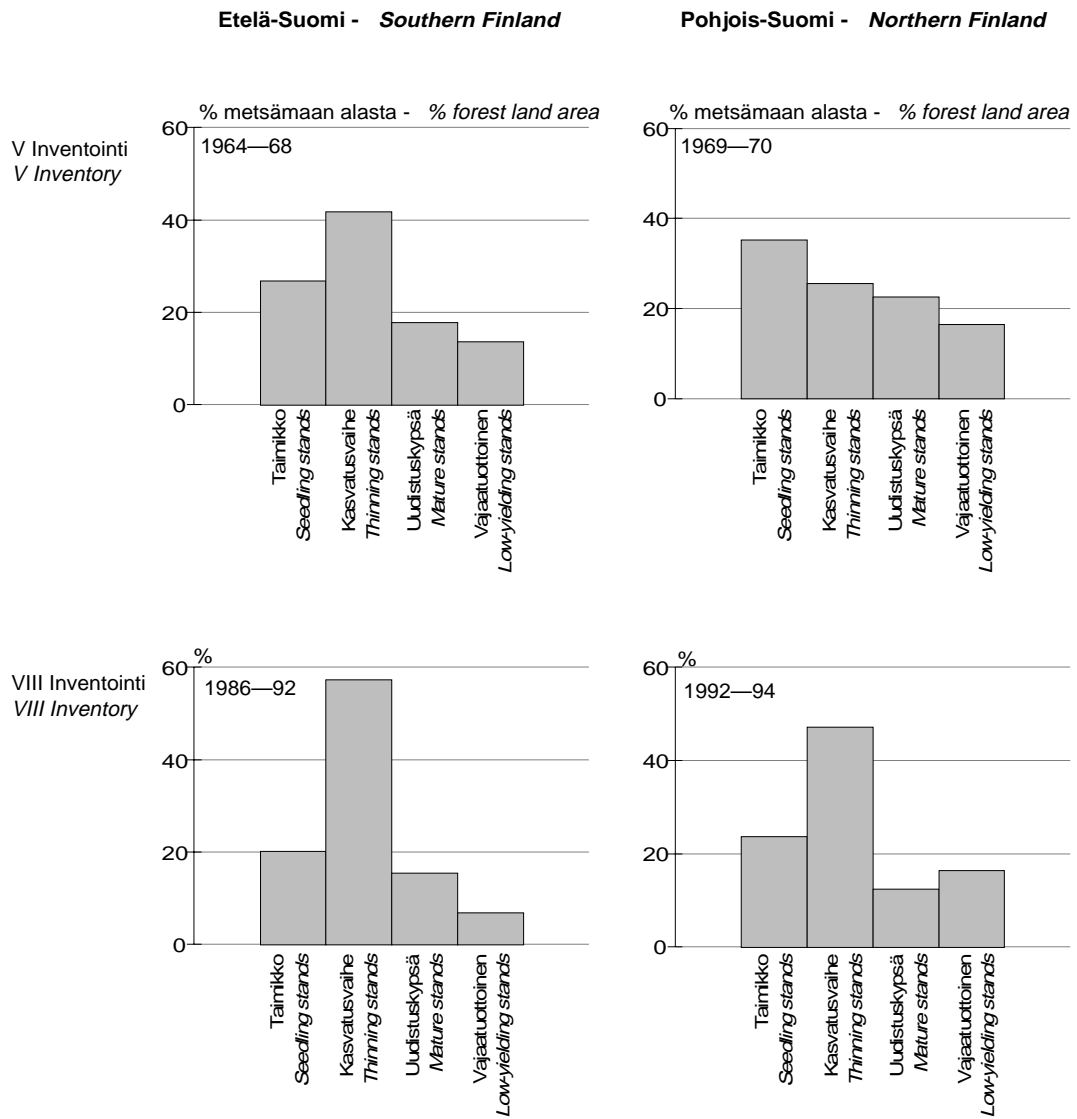 Etelä-Suomi - Southern Finland
Pohjois-Suomi - Northern Finland
V Inventointi
V Inventory
% metsämaan alasta - % forest land area
1964—68
60
40
20
0
Taimikko
Seedling stands
Kasvatusvaihe
Thinning stands
Uudistuskypsä
Mature stands
Vajaatuottoinen
Low-yielding stands
% metsämaan alasta - % forest land area
1969—70
60
40
20
0
Taimikko
Seedling stands
Kasvatusvaihe
Thinning stands
Uudistuskypsä
Mature stands
Vajaatuottoinen
Low-yielding stands
VIII Inventointi
VIII Inventory
%
1986—92
60
40
20
0
Taimikko
Seedling stands
Kasvatusvaihe
Thinning stands
Uudistuskypsä
Mature stands
Vajaatuottoinen
Low-yielding stands
%
1992—94
60
40
20
0
Taimikko
Seedling stands
Kasvatusvaihe
Thinning stands
Uudistuskypsä
Mature stands
Vajaatuottoinen
Low-yielding stands